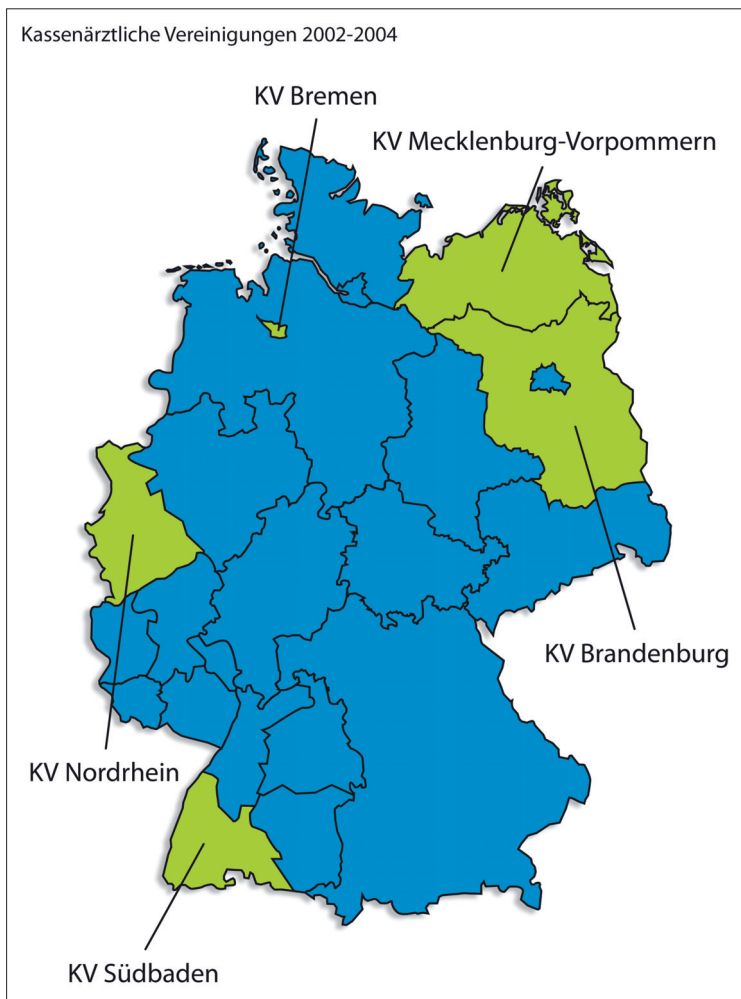 Kassenärztliche Vereinigungen 2002-2004
KV Bremen
KV Mecklenburg-Vorpommern
KV Brandenburg
KV Nordrhein
KV Südbaden